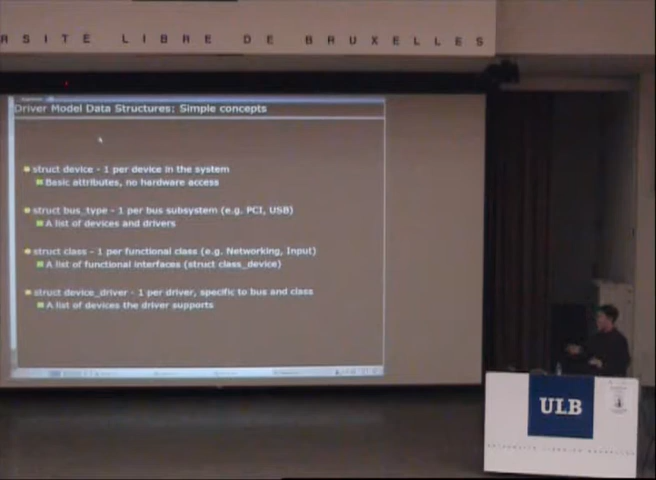 RSITE LIBRE DE BRUXELLES
Driver Model Data Structures: Simple concepts
struct device - 1 per device in the system
Basic attributes, no hardware access
struct bus_type - 1 per bus subsystem (e.g. PCI, USB)
A list of devices and drivers
struct class - 1 per functional class (e.g. Networking, Input)
A list of functional interfaces (struct class_device)
struct device_driver - 1 per driver, specific to bus and class
A list of devices the driver supports
ULB